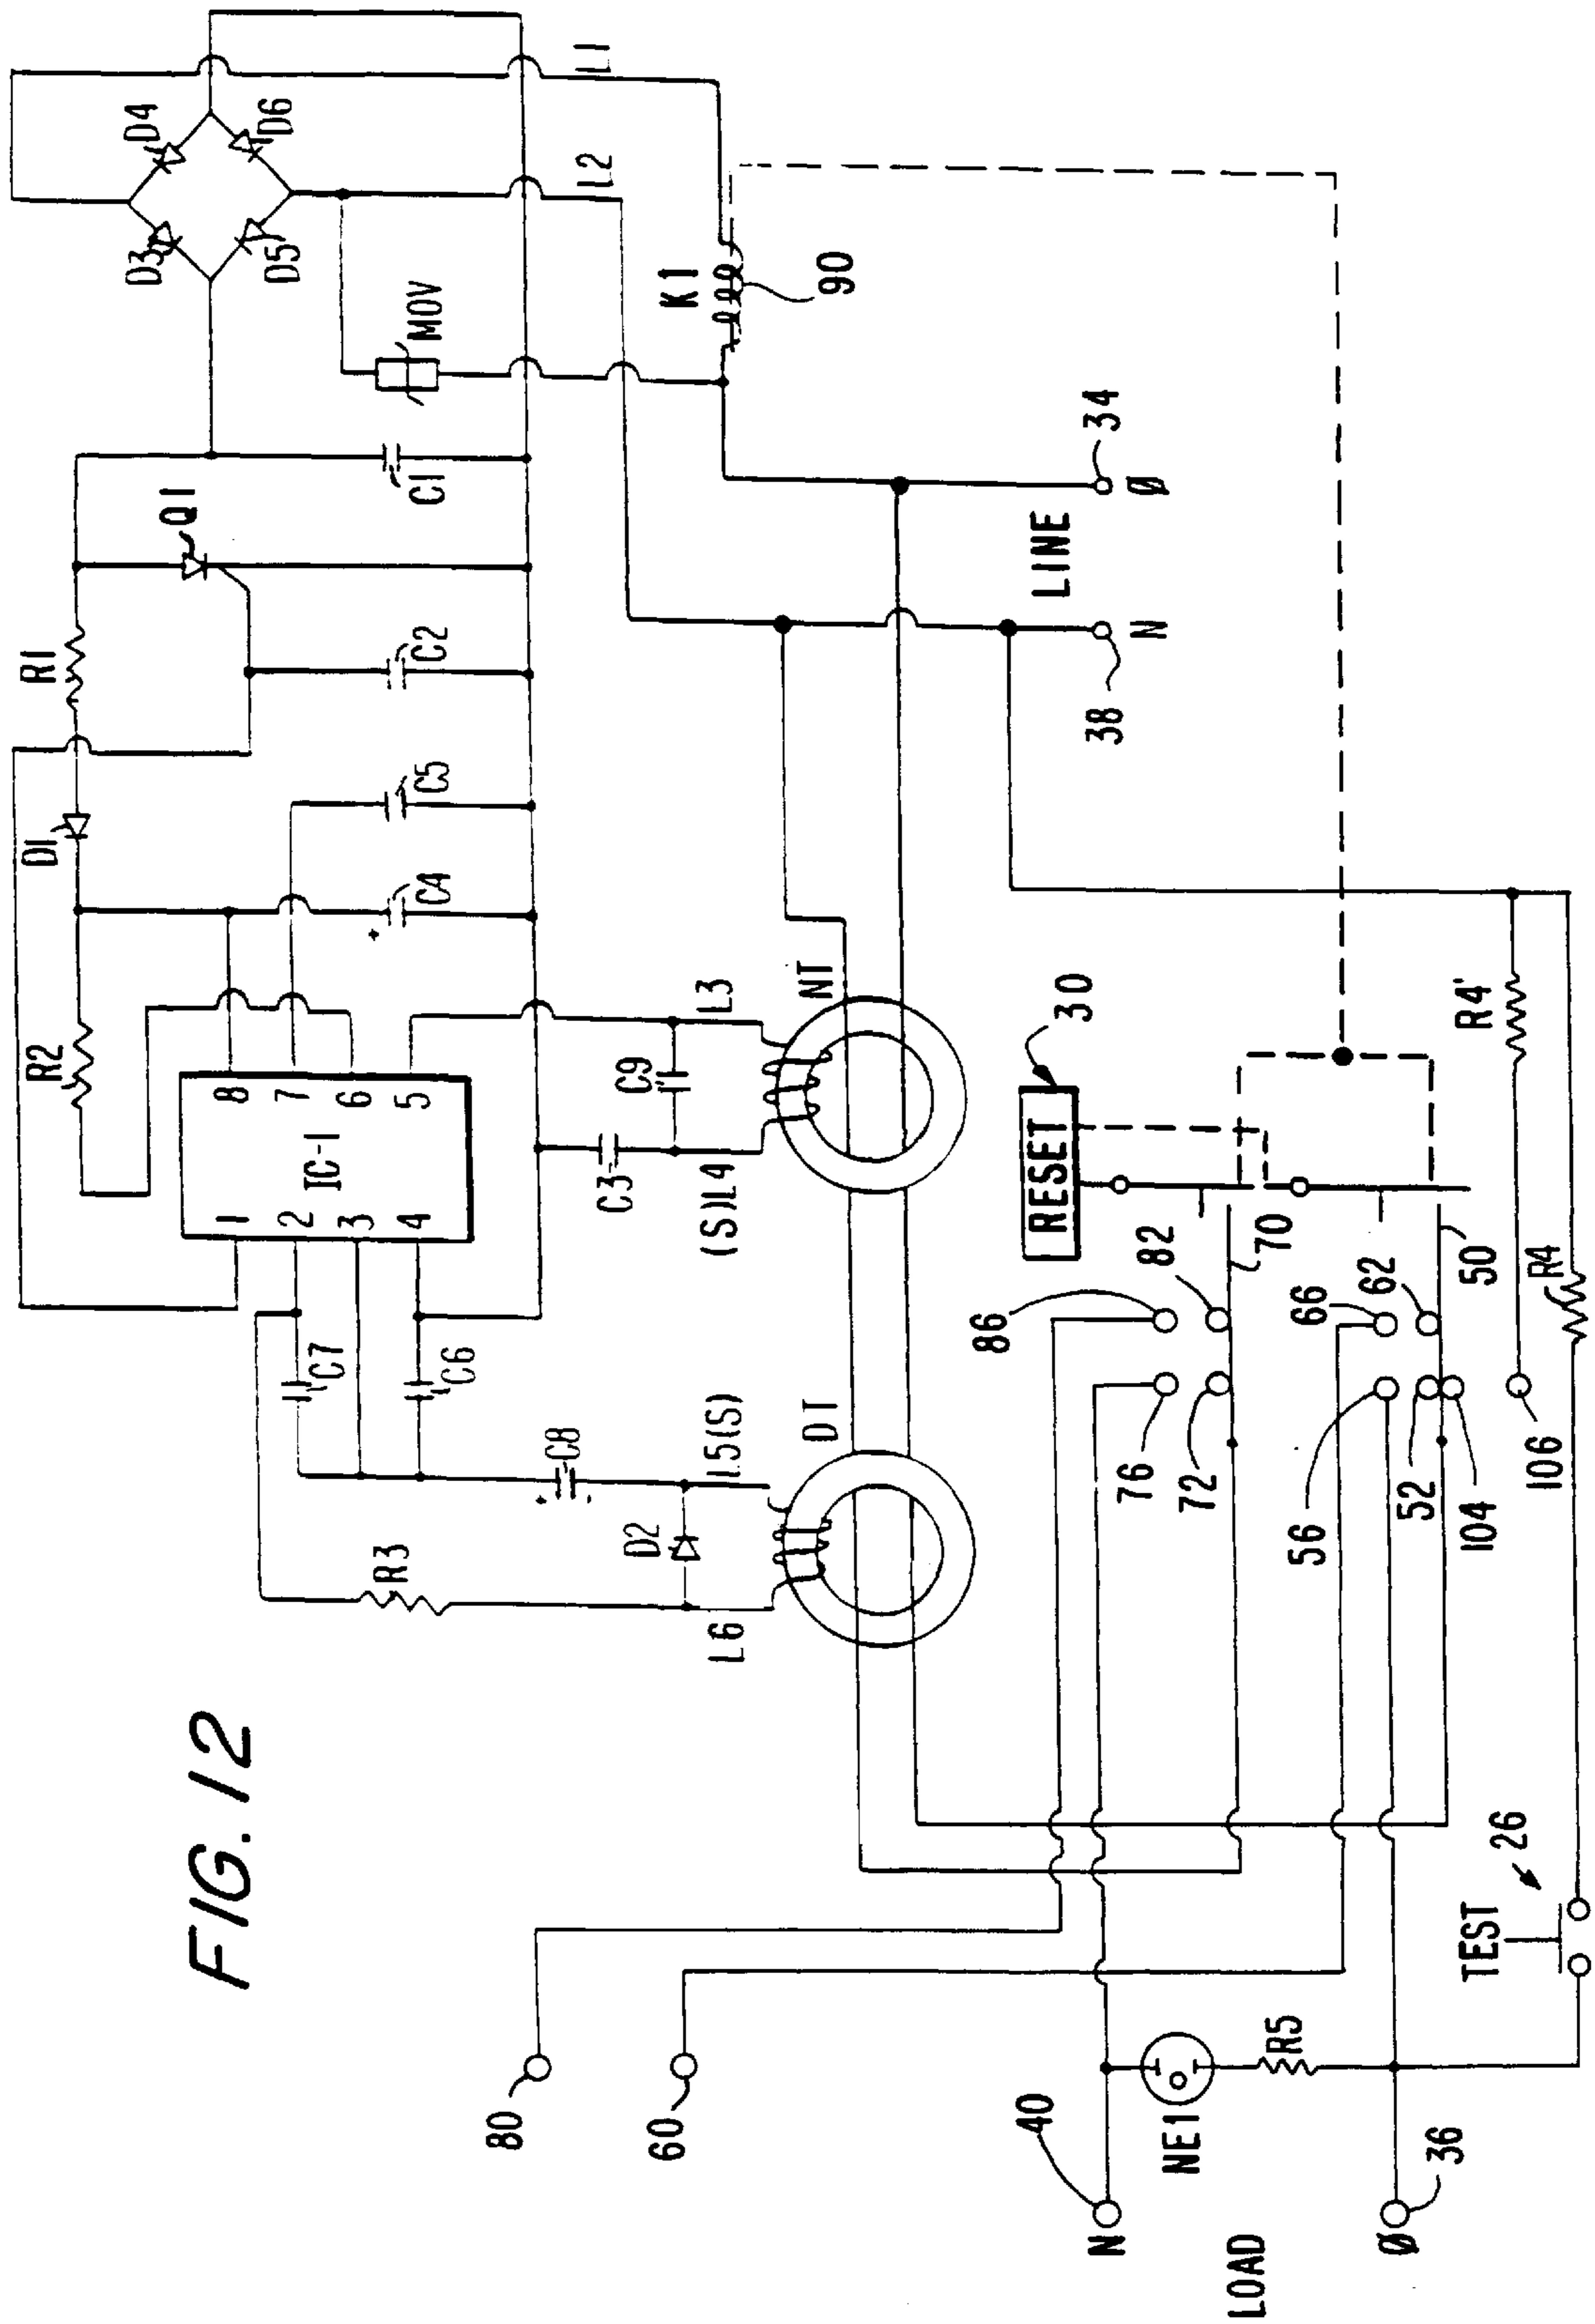 FIG. 12
D4
D6
D3
D5
L1
L2
MOV
K1
90
C1
Q1
R1
C2
D1
C5
C4
R2
IC-1
8
7
6
5
1
2
3
4
C7
C6
C8
R3
D2
L6
L5(S)
DT
C3
C9
(S)L4
L3
NT
LINE
34
Ø
38
N
RESET
30
86
82
76
72
70
66
62
56
52
50
104
106
R4'
R4
TEST
26
80
60
40
N
NE1
R5
36
Ø
LOAD